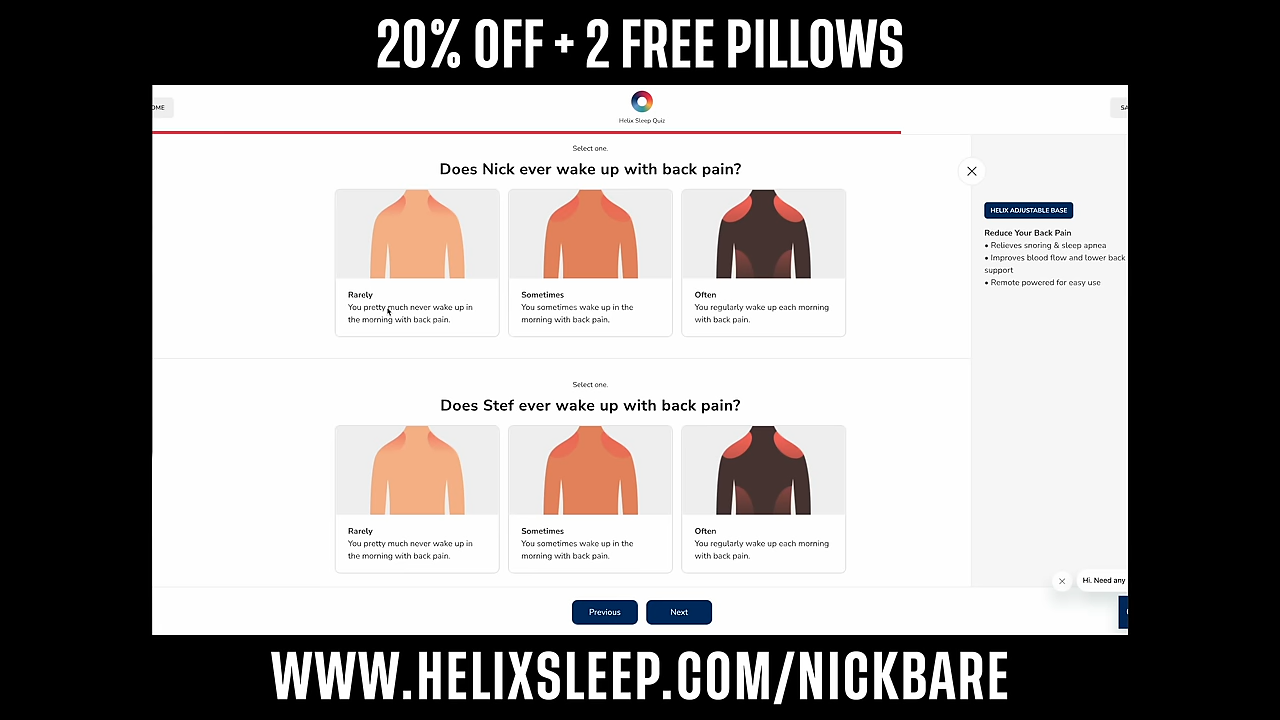 20% OFF + 2 FREE PILLOWS
OME
Helix Sleep Quiz
SA
Select one.
Does Nick ever wake up with back pain?
Rarely
You pretty much never wake up in
the morning with back pain.
Sometimes
You sometimes wake up in the
morning with back pain.
Often
You regularly wake up each morning
with back pain.
HELIX ADJUSTABLE BASE
Reduce Your Back Pain
• Relieves snoring & sleep apnea
• Improves blood flow and lower back
support
• Remote powered for easy use
Select one.
Does Stef ever wake up with back pain?
Rarely
You pretty much never wake up in
the morning with back pain.
Sometimes
You sometimes wake up in the
morning with back pain.
Often
You regularly wake up each morning
with back pain.
Hi. Need any
Previous
Next
WWW.HELIXSLEEP.COM/NICKBARE